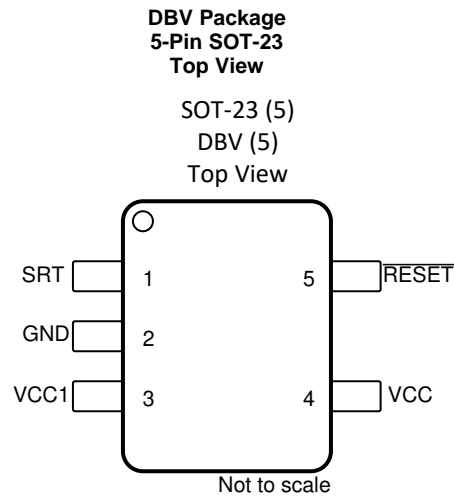 DBV Package
5-Pin SOT-23
Top View
SOT-23 (5)
DBV (5)
Top View
SRT 1 5 RESET
GND 2
VCC1 3 4 VCC
Not to scale